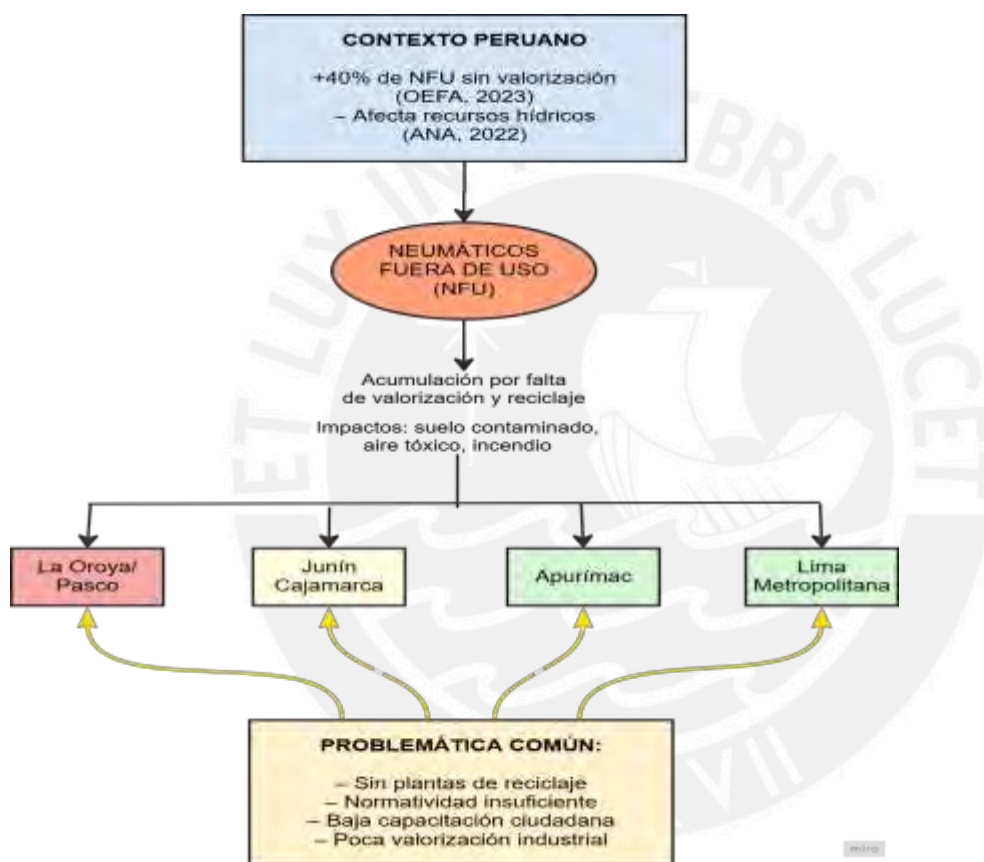 CONTEXTO PERUANO
+40% de NFU sin valorización
(OEFA, 2023)
– Afecta recursos hídricos
(ANA, 2022)
NEUMÁTICOS
FUERA DE USO
(NFU)
Acumulación por falta
de valorización y reciclaje
Impactos: suelo contaminado,
aire tóxico, incendio
La Oroya/
Pasco
Junín
Cajamarca
Apurímac
Lima
Metropolitana
PROBLEMÁTICA COMÚN:
– Sin plantas de reciclaje
– Normatividad insuficiente
– Baja capacitación ciudadana
– Poca valorización industrial
miro